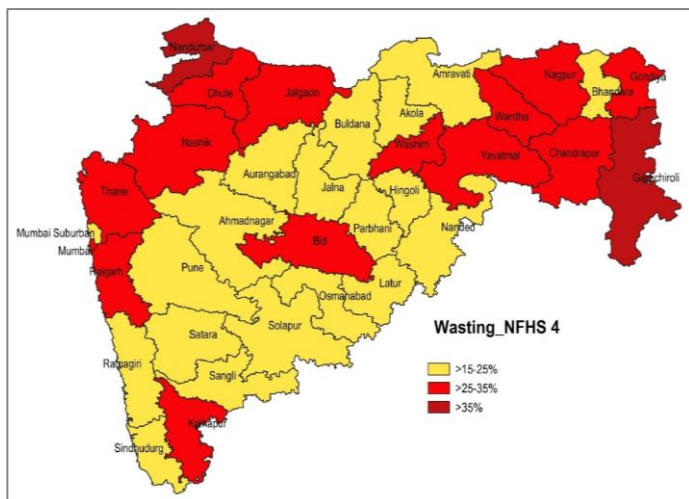 Nandurbar
Dhule
Jalgaon
Nashik
Buldana
Akola
Amravati
Nagpur
Bhandara
Gondiya
Wardha
Washim
Yavatmal
Chandrapur
Gadchiroli
Thane
Aurangabad
Jalna
Hingoli
Parbhani
Nanded
Ahmadnagar
Bid
Mumbai Suburban
Mumbai
Raigarh
Pune
Latur
Osmanabad
Solapur
Satara
Ratnagiri
Sangli
Kolhapur
Sindhudurg
Wasting_NFHS 4
>15-25%
>25-35%
>35%